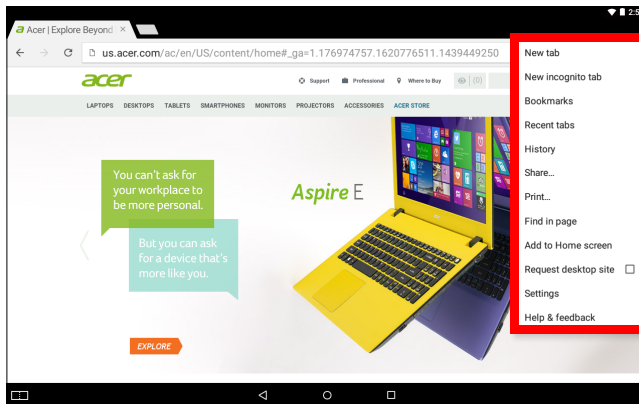 2:5
Acer | Explore Beyond
us.acer.com/ac/en/US/content/home#_ga=1.176974757.1620776511.1439449250
acer
Support Professional Where to Buy (0)
LAPTOPS DESKTOPS TABLETS SMARTPHONES MONITORS PROJECTORS ACCESSORIES ACER STORE
You can't ask for
your workplace to
be more personal.
But you can ask
for a device that's
more like you.
Aspire E
EXPLORE
New tab
New incognito tab
Bookmarks
Recent tabs
History
Share...
Print...
Find in page
Add to Home screen
Request desktop site
Settings
Help & feedback